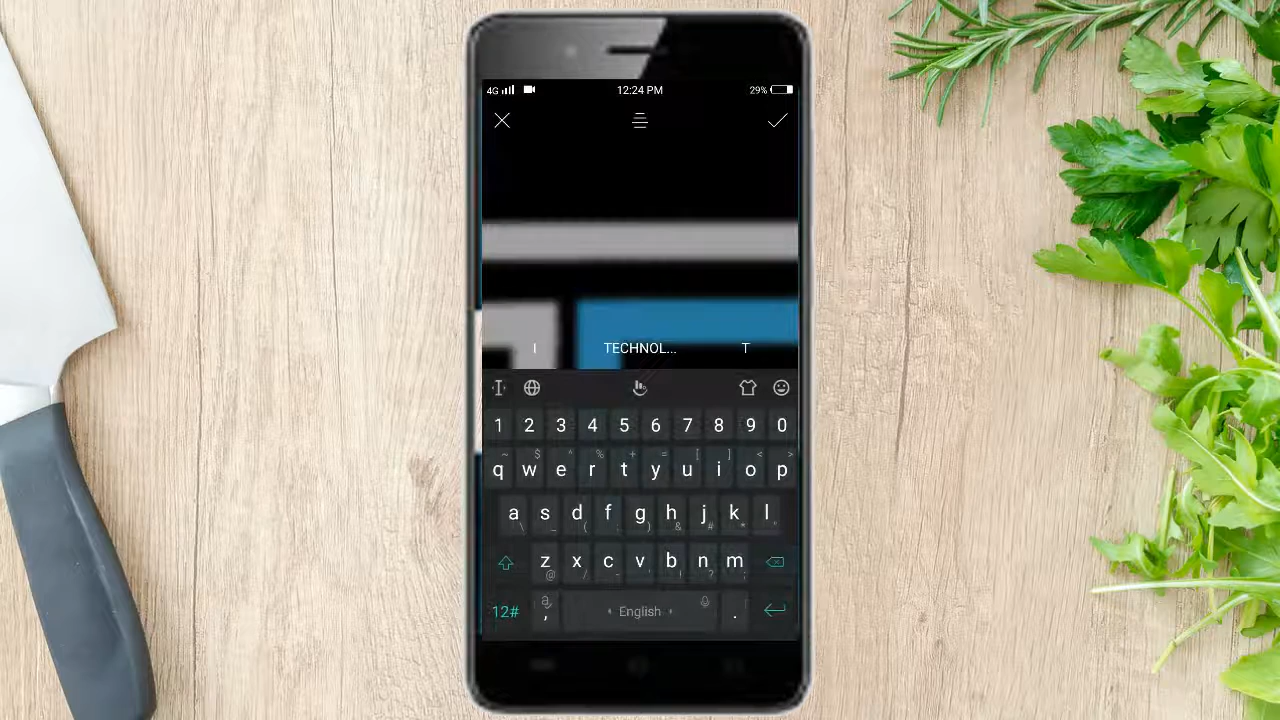 4G 12:24 PM 29%
I TECHNOL... T
1 2 3 4 5 6 7 8 9 0
~ $ ^ % + = [ ] < >
q w e r t y u i o p
a s d f g h j k l
\ _ ( ) & # * "
z x c v b n m
@ / - ' ! ? ;
12# , English .